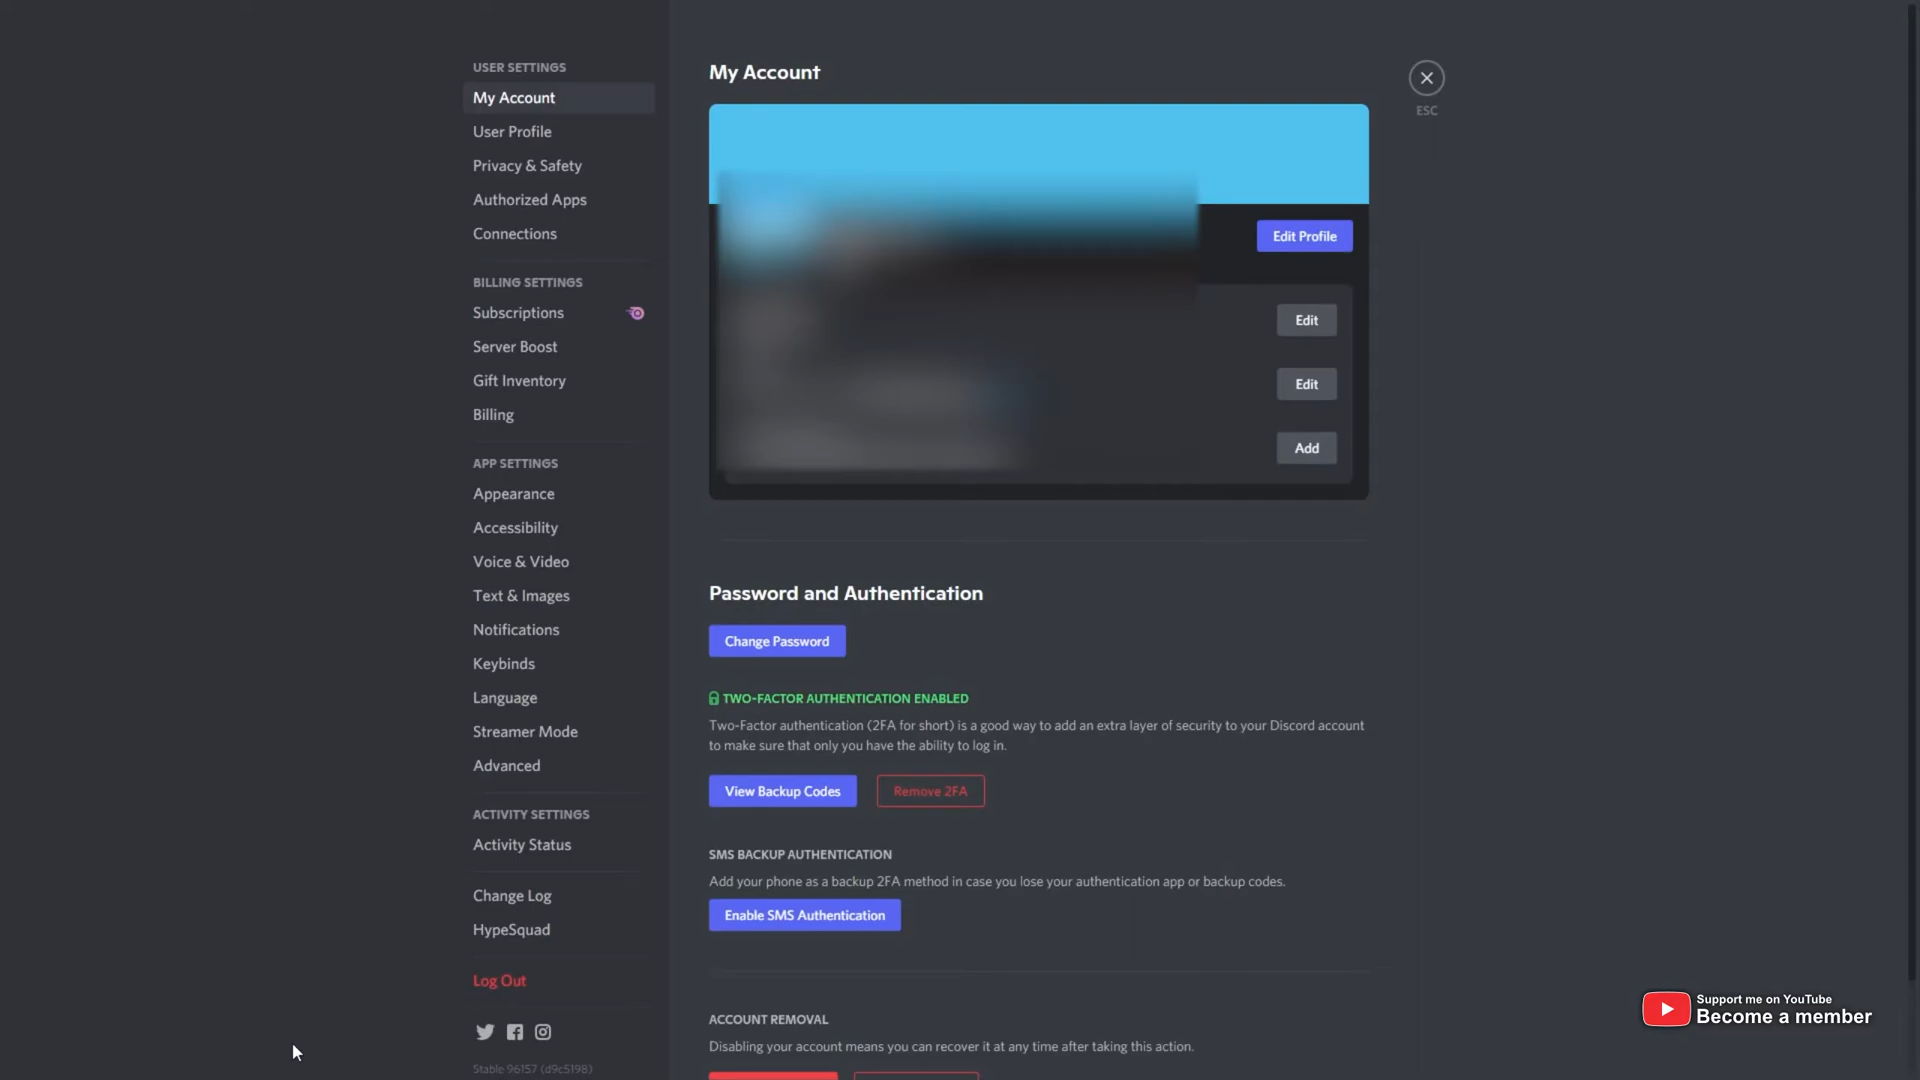 USER SETTINGS
My Account
User Profile
Privacy & Safety
Authorized Apps
Connections
BILLING SETTINGS
Subscriptions
Server Boost
Gift Inventory
Billing
APP SETTINGS
Appearance
Accessibility
Voice & Video
Text & Images
Notifications
Keybinds
Language
Streamer Mode
Advanced
ACTIVITY SETTINGS
Activity Status
Change Log
HypeSquad
Log Out
Stable 96157 (d9c5198)
My Account
ESC
Edit Profile
Edit
Edit
Add
Password and Authentication
Change Password
TWO-FACTOR AUTHENTICATION ENABLED
Two-Factor authentication (2FA for short) is a good way to add an extra layer of security to your Discord account
to make sure that only you have the ability to log in.
View Backup Codes
Remove 2FA
SMS BACKUP AUTHENTICATION
Add your phone as a backup 2FA method in case you lose your authentication app or backup codes.
Enable SMS Authentication
ACCOUNT REMOVAL
Disabling your account means you can recover it at any time after taking this action.
Support me on YouTube
Become a member